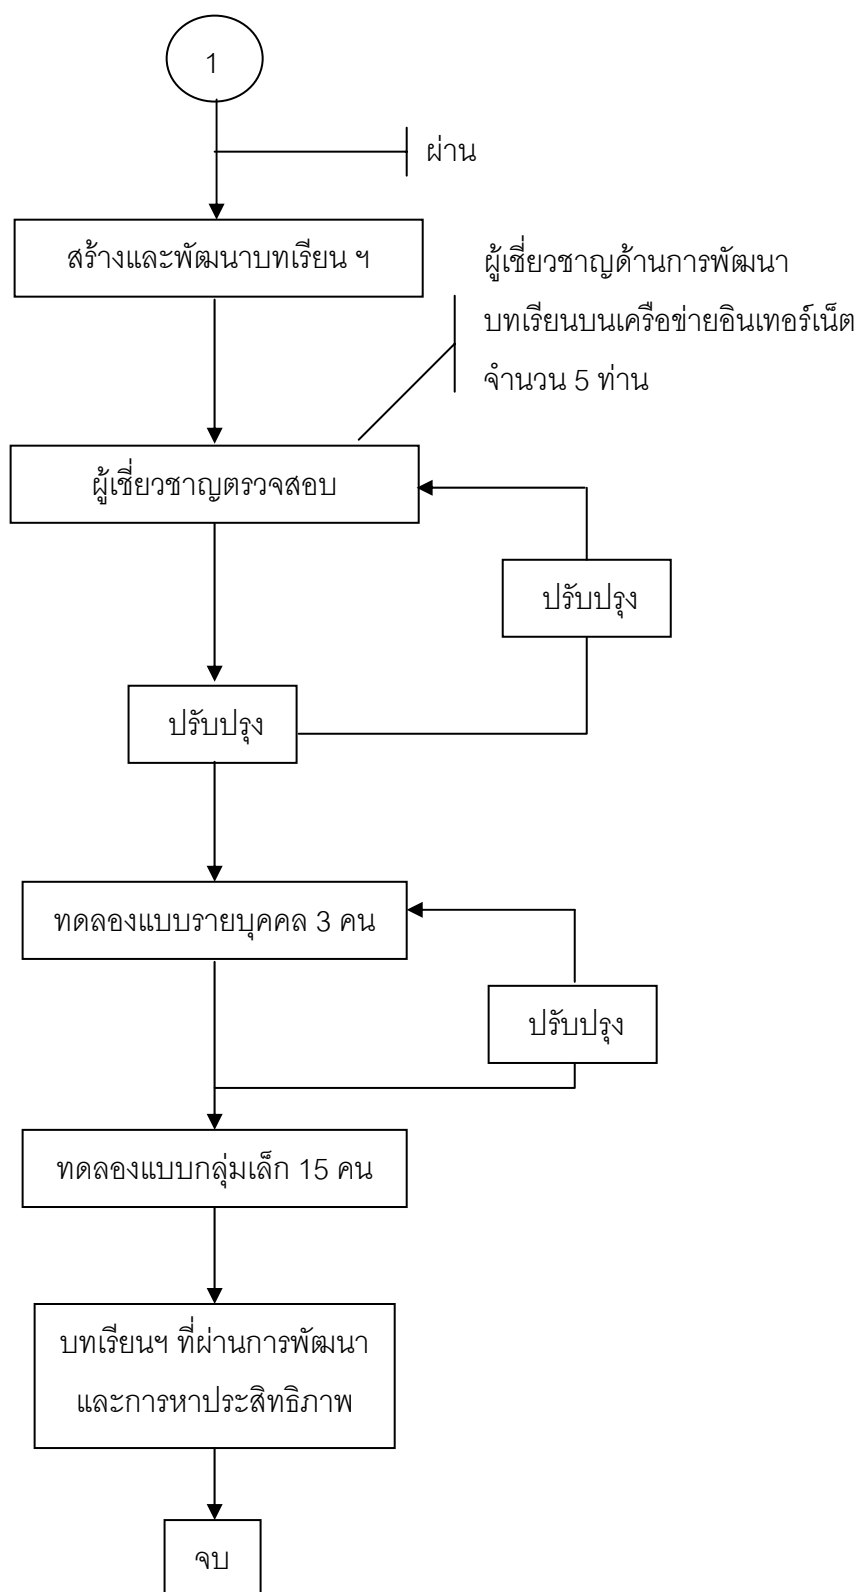 1
ผ่าน
สร้างและพัฒนาบทเรียน ฯ
ผู้เชี่ยวชาญด้านการพัฒนา
บทเรียนบนเครือข่ายอินเทอร์เน็ต
จำนวน 5 ท่าน
ผู้เชี่ยวชาญตรวจสอบ
ปรับปรุง
ปรับปรุง
ทดลองแบบรายบุคคล 3 คน
ปรับปรุง
ทดลองแบบกลุ่มเล็ก 15 คน
บทเรียนฯ ที่ผ่านการพัฒนา
และการหาประสิทธิภาพ
จบ